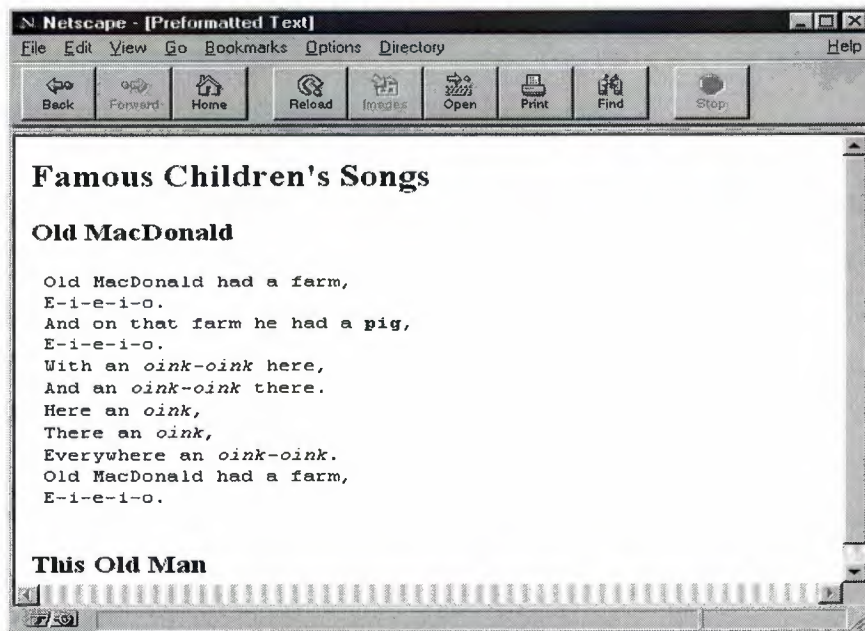 Netscape - [Preformatted Text]
File Edit View Go Bookmarks Options Directory Help
Back Forward Home Reload Images Open Print Find Stop
Famous Children's Songs
Old MacDonald
Old MacDonald had a farm,
E-i-e-i-o.
And on that farm he had a pig,
E-i-e-i-o.
With an oink-oink here,
And an oink-oink there.
Here an oink,
There an oink,
Everywhere an oink-oink.
Old MacDonald had a farm,
E-i-e-i-o.
This Old Man